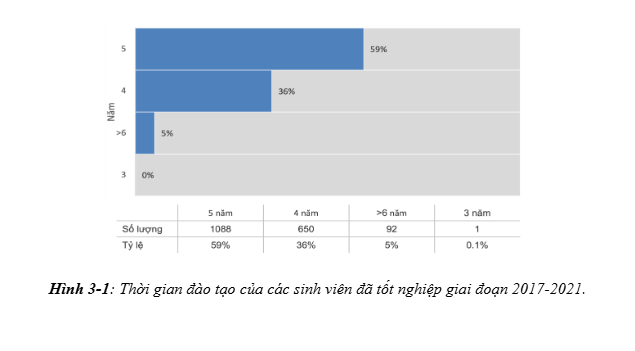 Năm
5
59%
4
36%
>6
5%
3
0%
5 năm 4 năm >6 năm 3 năm
Số lượng 1088 650 92 1
Tỷ lệ 59% 36% 5% 0.1%
Hình 3-1: Thời gian đào tạo của các sinh viên đã tốt nghiệp giai đoạn 2017-2021.